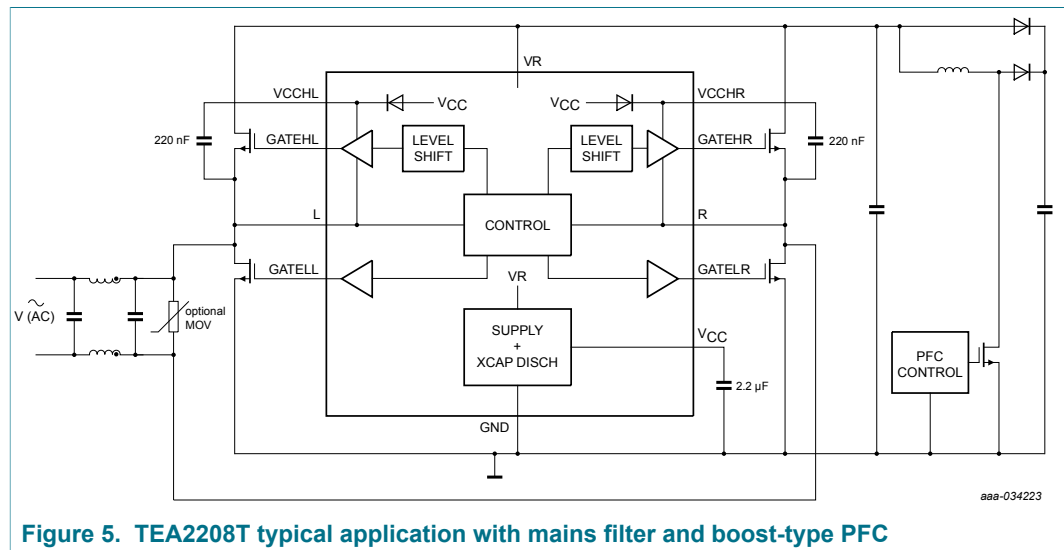 VR
VCCHL
VCC
VCC
VCCHR
220 nF
GATEHL
LEVEL
SHIFT
LEVEL
SHIFT
GATEHR
220 nF
L
CONTROL
R
GATELL
VR
GATELR
V (AC)
~
optional
MOV
SUPPLY
+
XCAP DISCH
VCC
2.2 µF
PFC
CONTROL
GND
aaa-034223
Figure 5. TEA2208T typical application with mains filter and boost-type PFC